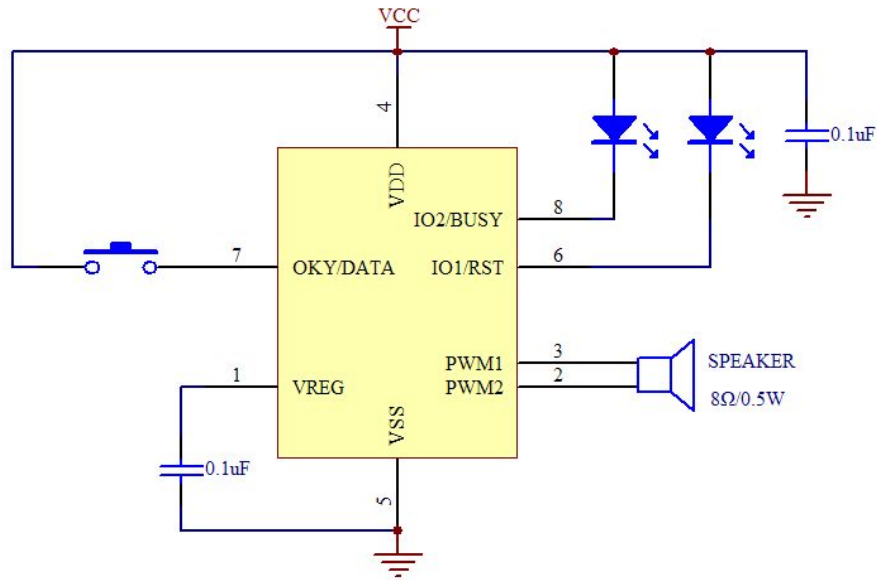 VCC
4
VDD
0.1uF
IO2/BUSY
8
7
OKY/DATA
IO1/RST
6
PWM1
3
SPEAKER
1
VREG
PWM2
2
8Ω/0.5W
VSS
0.1uF
5